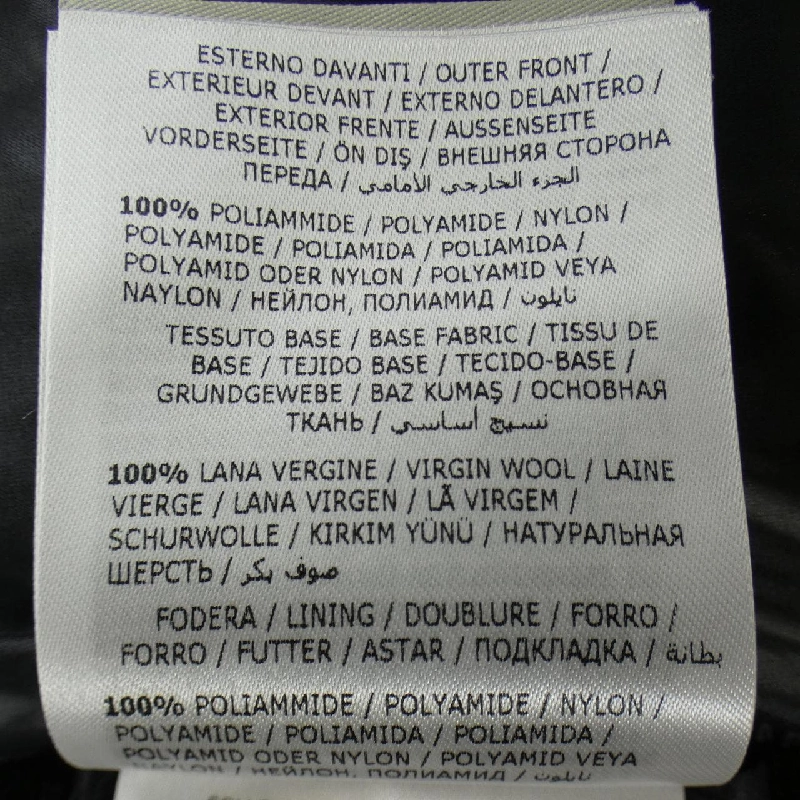 ESTERNO DAVANTI / OUTER FRONT /
EXTERIEUR DEVANT / EXTERNO DELANTERO /
EXTERIOR FRENTE / AUSSENSEITE
VORDERSEITE / ÖN DIŞ / ВНЕШНЯЯ СТОРОНА
ПЕРЕДА / الجزء الخارجي الأمامي
100% POLIAMMIDE / POLYAMIDE / NYLON /
POLYAMIDE / POLIAMIDA / POLIAMIDA /
POLYAMID ODER NYLON / POLYAMID VEYA
NAYLON / НЕЙЛОН, ПОЛИАМИД / نايلون
TESSUTO BASE / BASE FABRIC / TISSU DE
BASE / TEJIDO BASE / TECIDO-BASE /
GRUNDGEWEBE / BAZ KUMAŞ / ОСНОВНАЯ
ТКАНЬ / نسيج أساسي
100% LANA VERGINE / VIRGIN WOOL / LAINE
VIERGE / LANA VIRGEN / LÃ VIRGEM /
SCHURWOLLE / KIRKIM YÜNÜ / НАТУРАЛЬНАЯ
ШЕРСТЬ / صوف بكر
FODERA / LINING / DOUBLURE / FORRO /
FORRO / FUTTER / ASTAR / ПОДКЛАДКА / بطانة
100% POLIAMMIDE / POLYAMIDE / NYLON /
POLYAMIDE / POLIAMIDA / POLIAMIDA /
POLYAMID ODER NYLON / POLYAMID VEYA
NAYLON / НЕЙЛОН, ПОЛИАМИД / نايلون